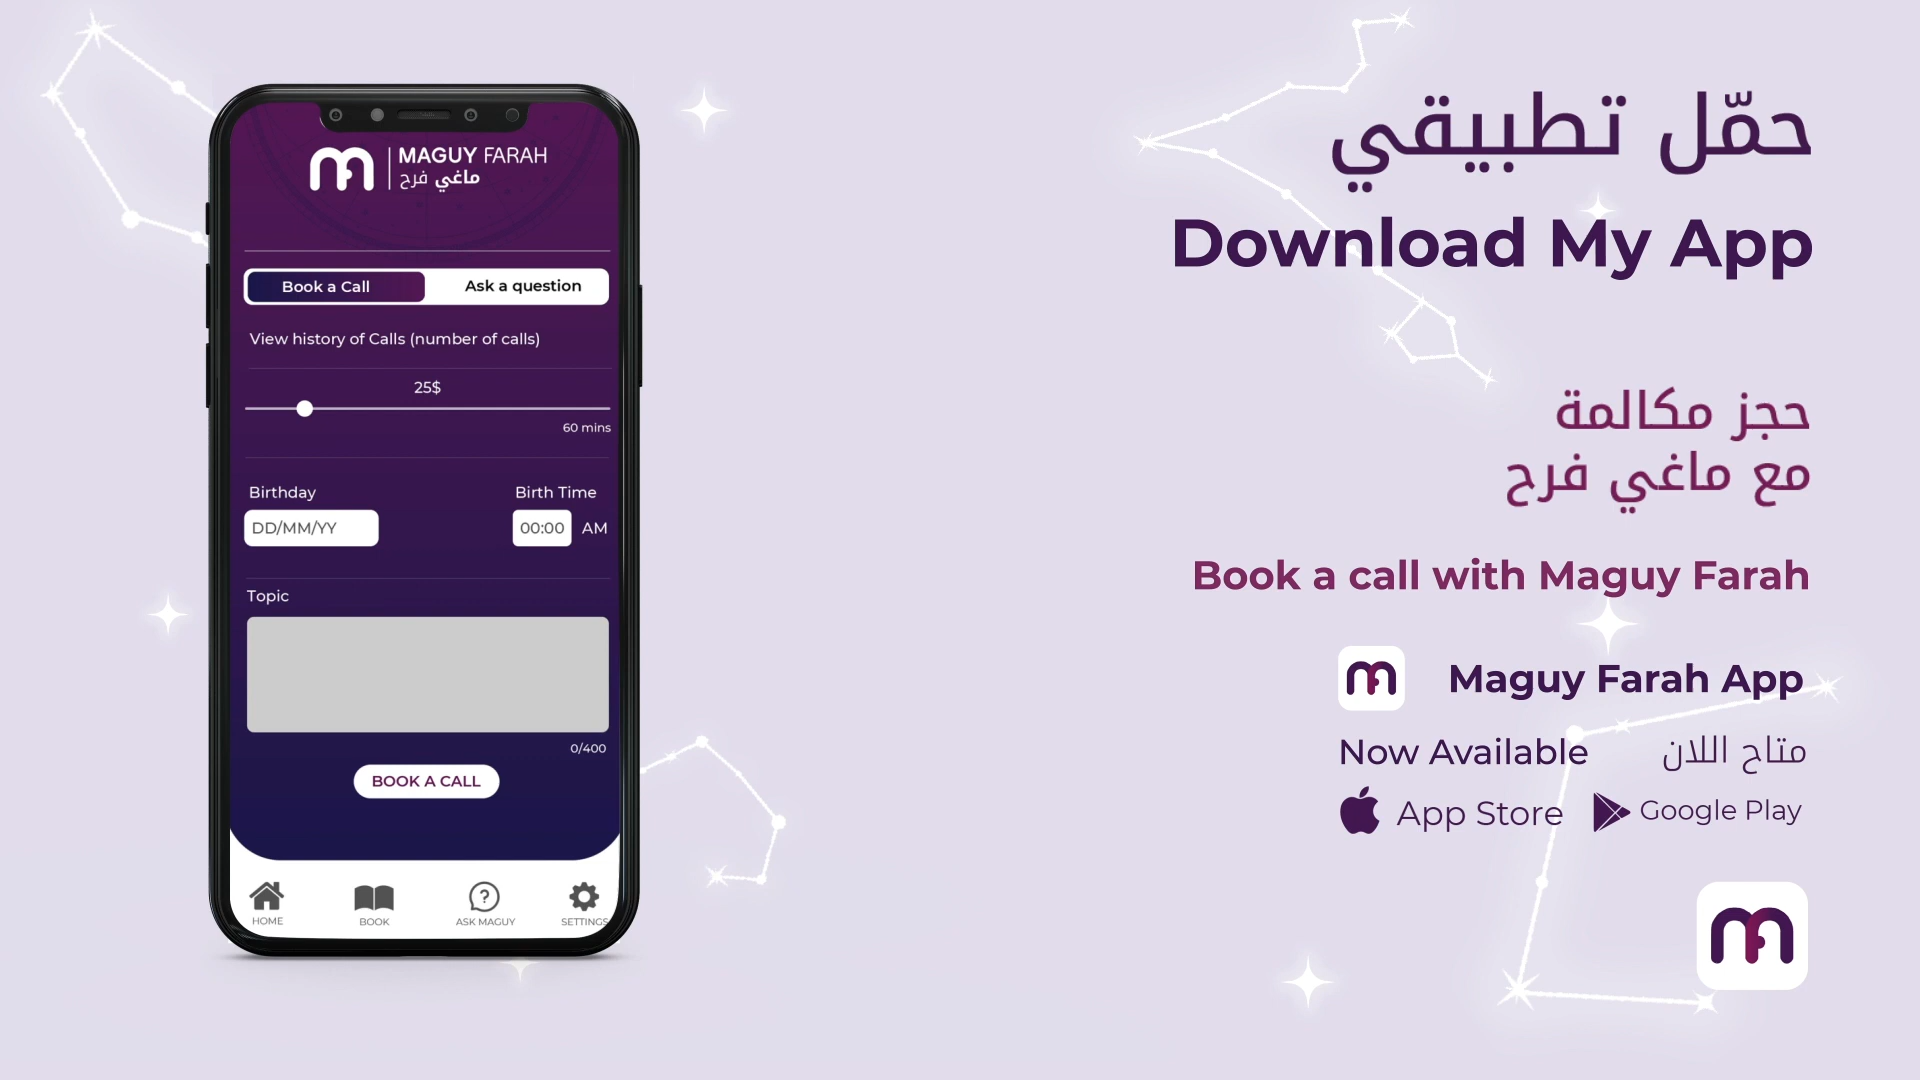 MAGUY FARAH
ماغي فرح
Book a Call
Ask a question
View history of Calls (number of calls)
25$
60 mins
Birthday
Birth Time
DD/MM/YY
00:00 AM
Topic
0/400
BOOK A CALL
HOME
BOOK
ASK MAGUY
SETTINGS
حمّل تطبيقي
Download My App
حجز مكالمة
مع ماغي فرح
Book a call with Maguy Farah
Maguy Farah App
Now Available
متاح اللان
App Store
Google Play